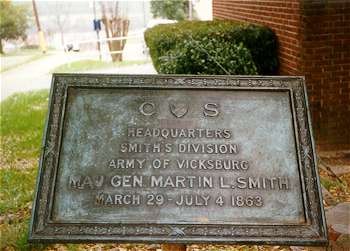 C S
HEADQUARTERS
SMITH'S DIVISION
ARMY OF VICKSBURG
MAJ. GEN. MARTIN L. SMITH
MARCH 29 - JULY 4 1863